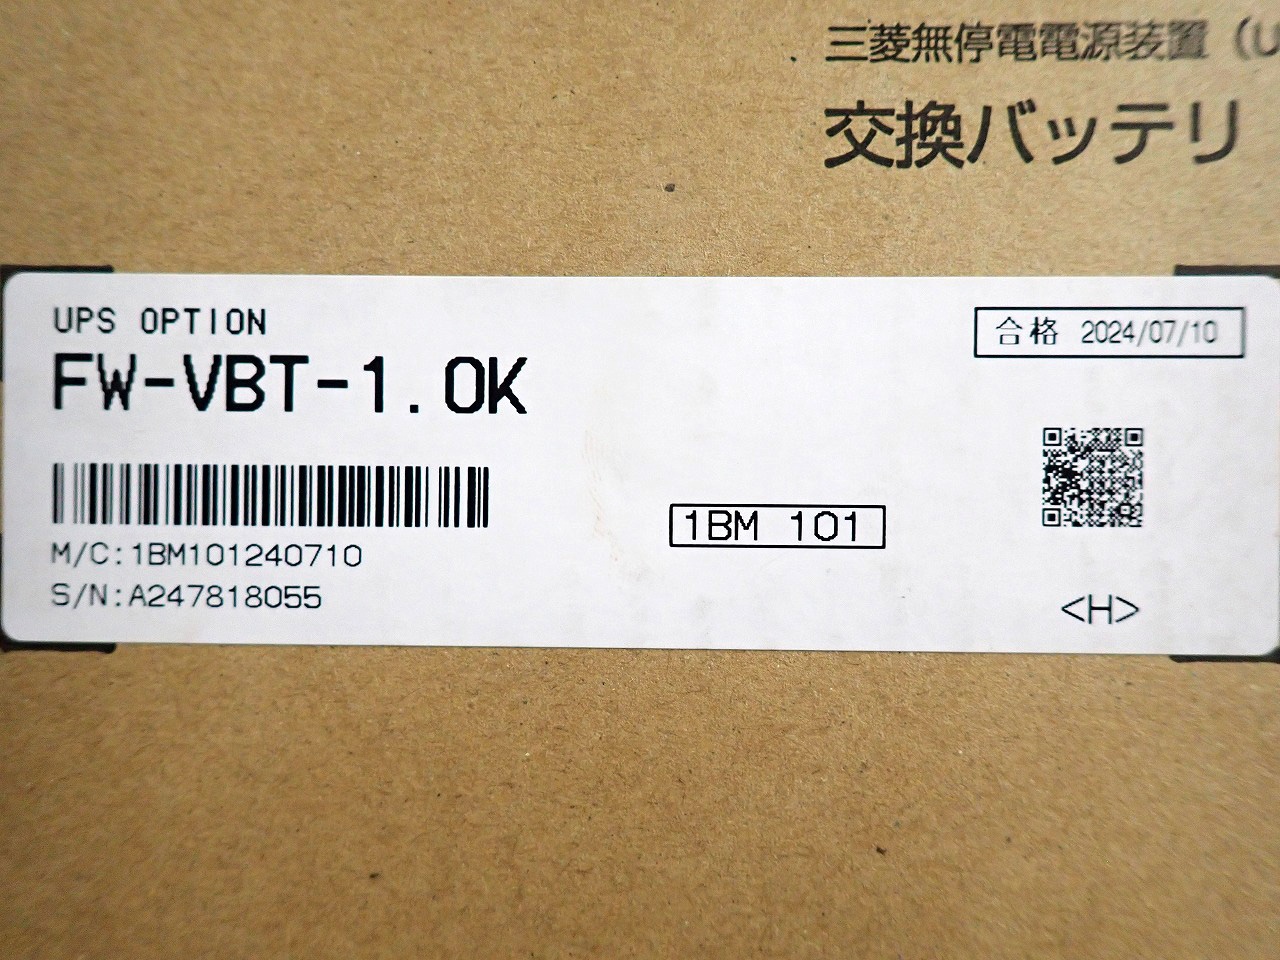 三菱無停電電源装置（U
交換バッテリ
UPS OPTION
合格 2024/07/10
FW-VBT-1.0K
1BM 101
M/C:1BM101240710
S/N:A247818055
<H>